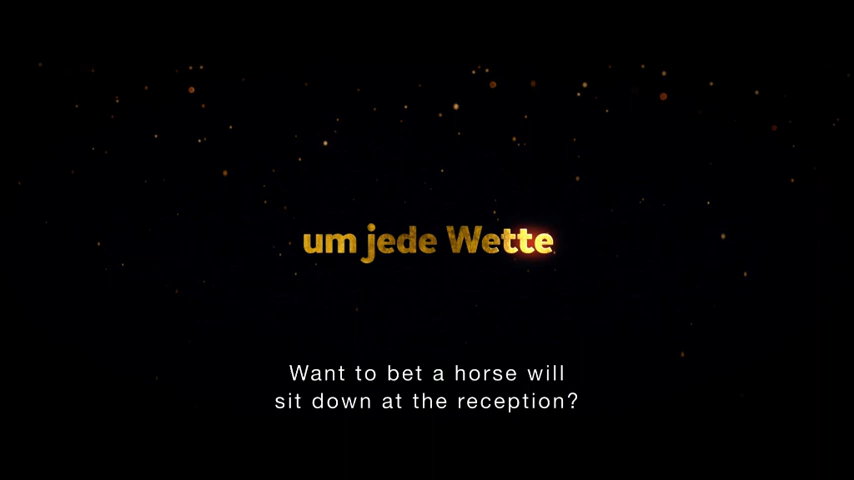 um jede Wette
Want to bet a horse will
sit down at the reception?